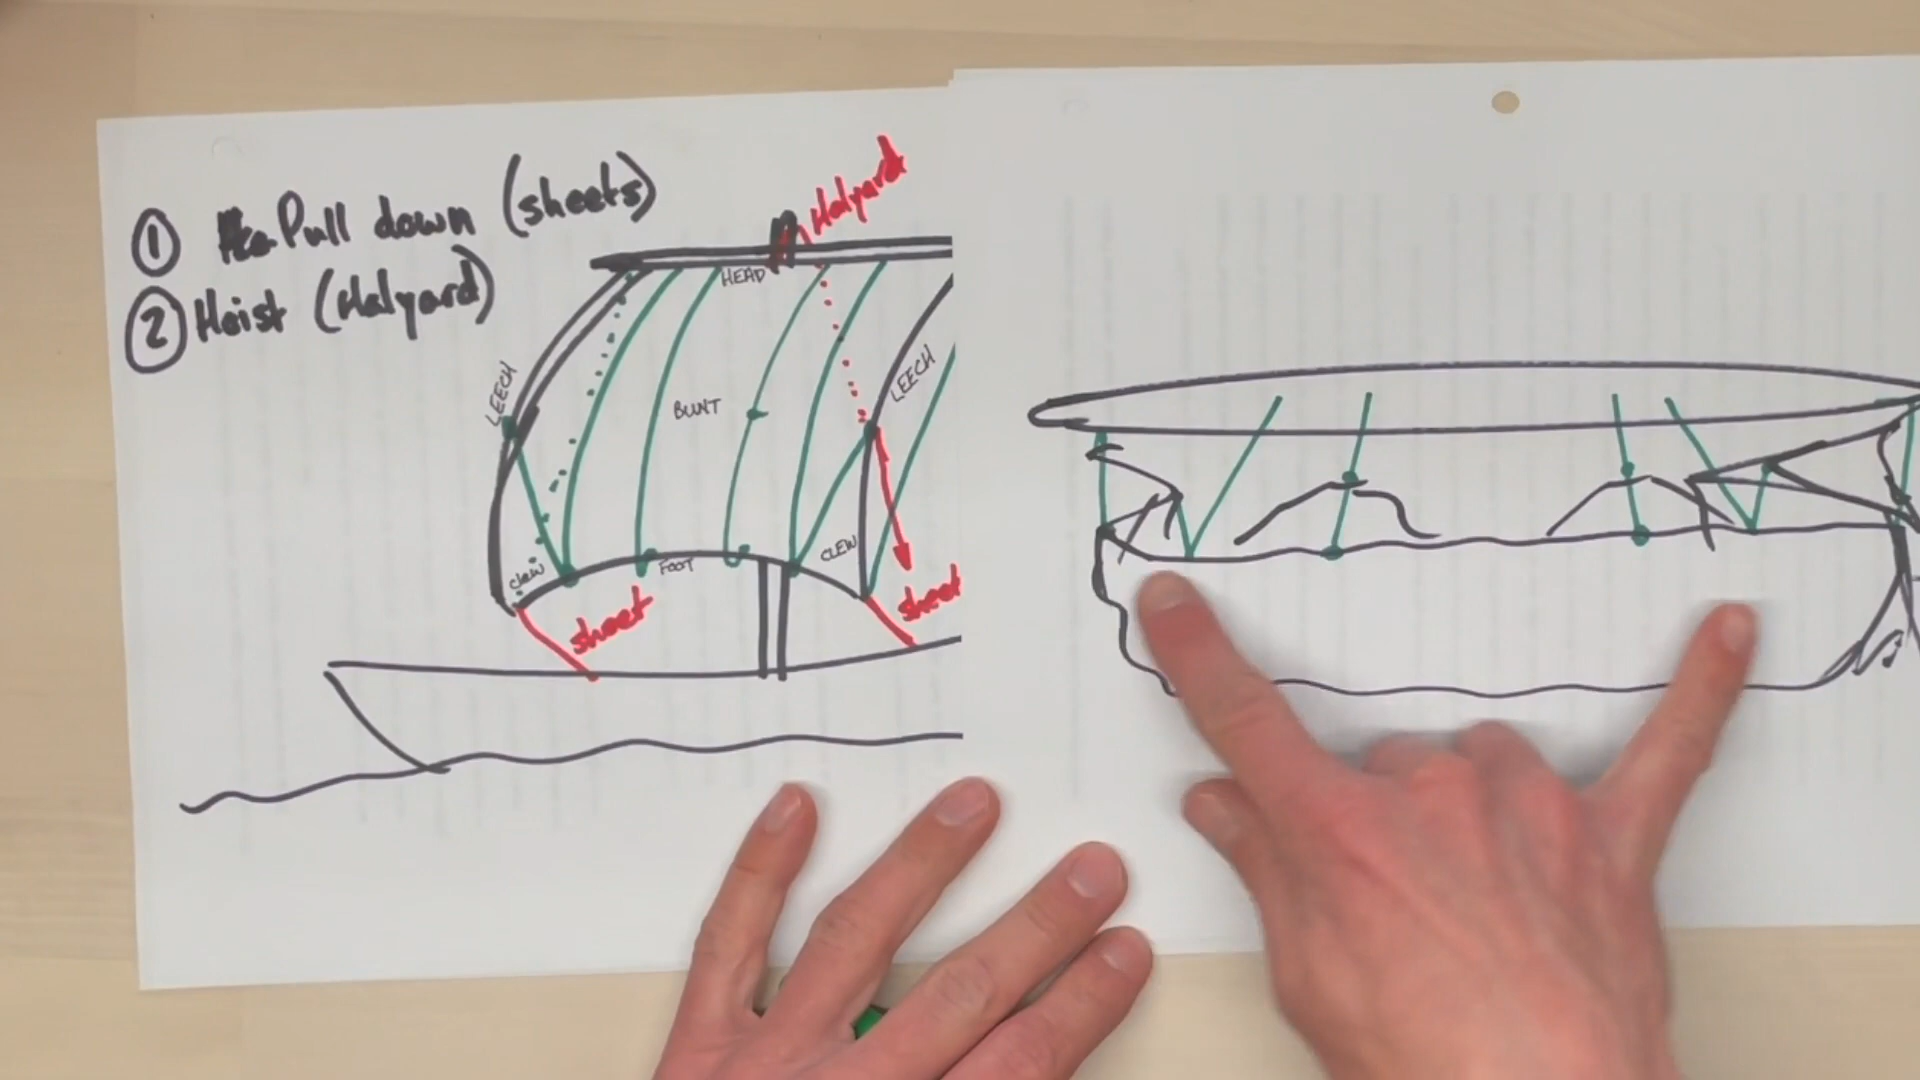 ① Pull down (sheets)
② Hoist (Halyard)
Halyard
HEAD
LEECH
LEECH
BUNT
CLEW
CLEW
FOOT
sheet
sheet